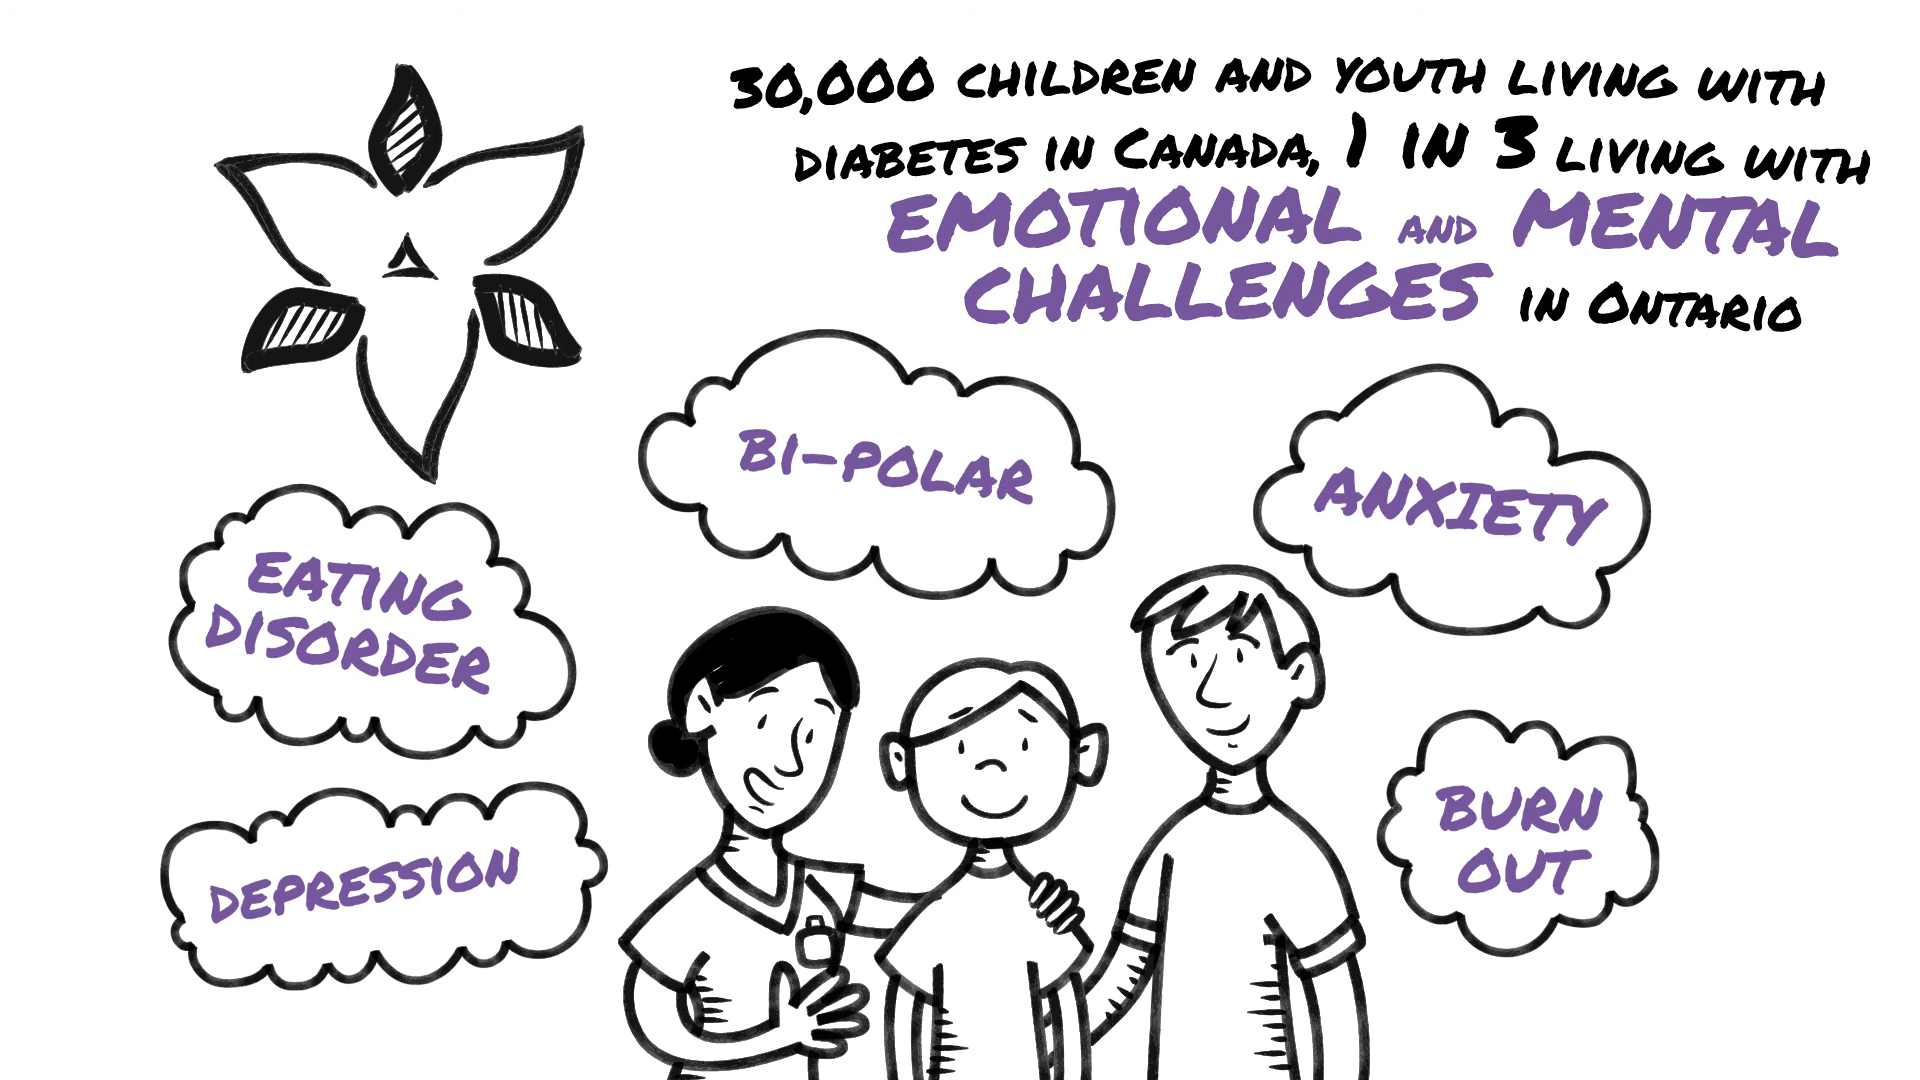 30,000 CHILDREN AND YOUTH LIVING WITH
DIABETES IN CANADA, 1 IN 3 LIVING WITH
EMOTIONAL AND MENTAL
CHALLENGES IN ONTARIO
BI-POLAR
ANXIETY
EATING
DISORDER
DEPRESSION
BURN
OUT